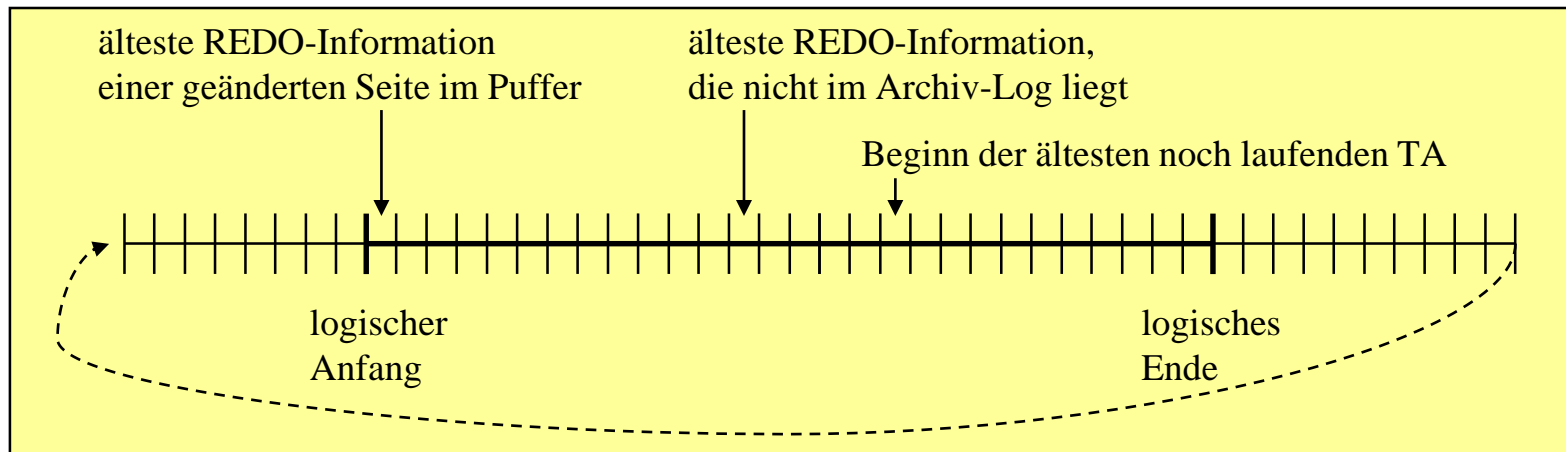 älteste REDO-Information
einer geänderten Seite im Puffer
älteste REDO-Information,
die nicht im Archiv-Log liegt
Beginn der ältesten noch laufenden TA
logischer
Anfang
logisches
Ende